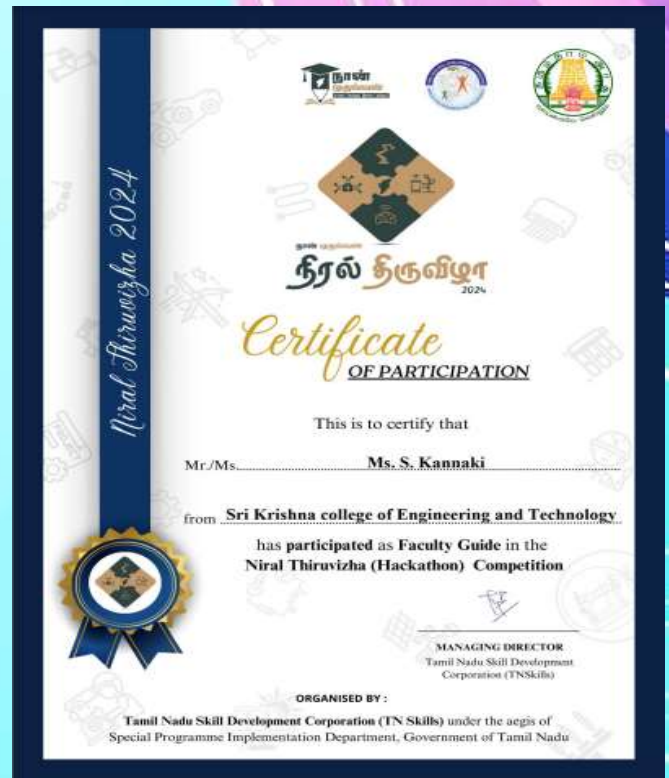 நான்
முதல்வன்
Niral Thiruvizha 2024
நான் முதல்வன்
நிரல் திருவிழா
2024
Certificate
OF PARTICIPATION
This is to certify that
Mr./Ms. Ms. S. Kannaki
from Sri Krishna college of Engineering and Technology
has participated as Faculty Guide in the
Niral Thiruvizha (Hackathon) Competition
MANAGING DIRECTOR
Tamil Nadu Skill Development
Corporation (TNSkills)
ORGANISED BY :
Tamil Nadu Skill Development Corporation (TN Skills) under the aegis of
Special Programme Implementation Department, Government of Tamil Nadu